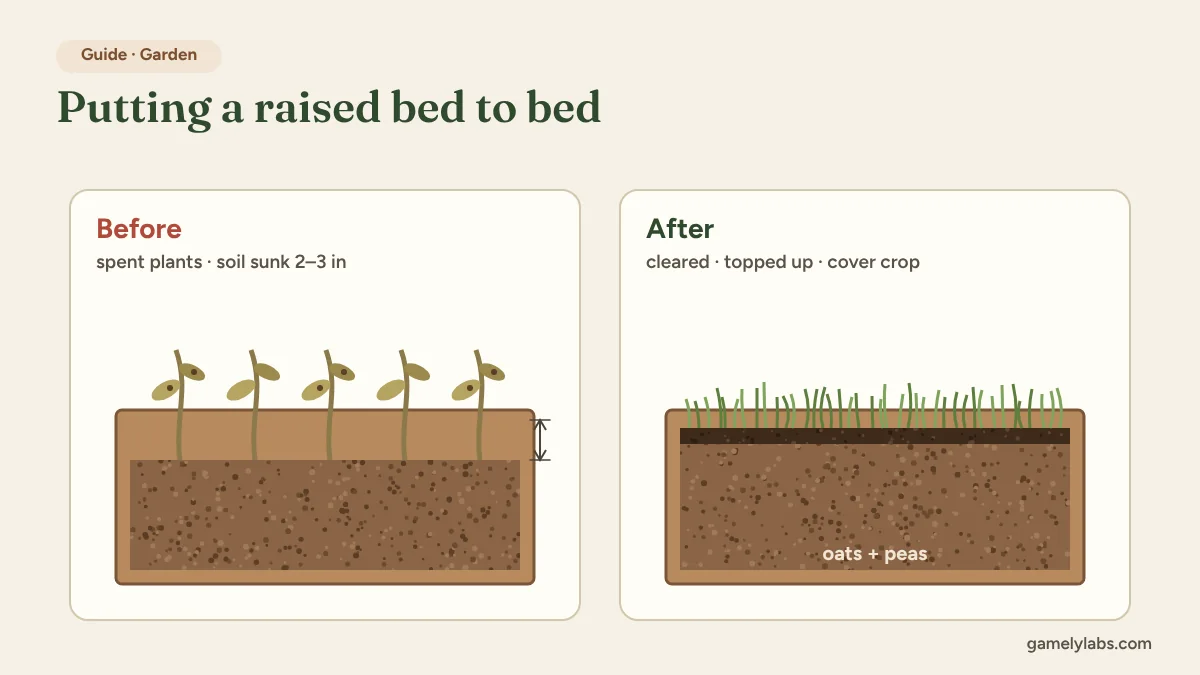 Guide · Garden
Putting a raised bed to bed
Before
spent plants · soil sunk 2–3 in
After
cleared · topped up · cover crop
oats + peas
gamelylabs.com